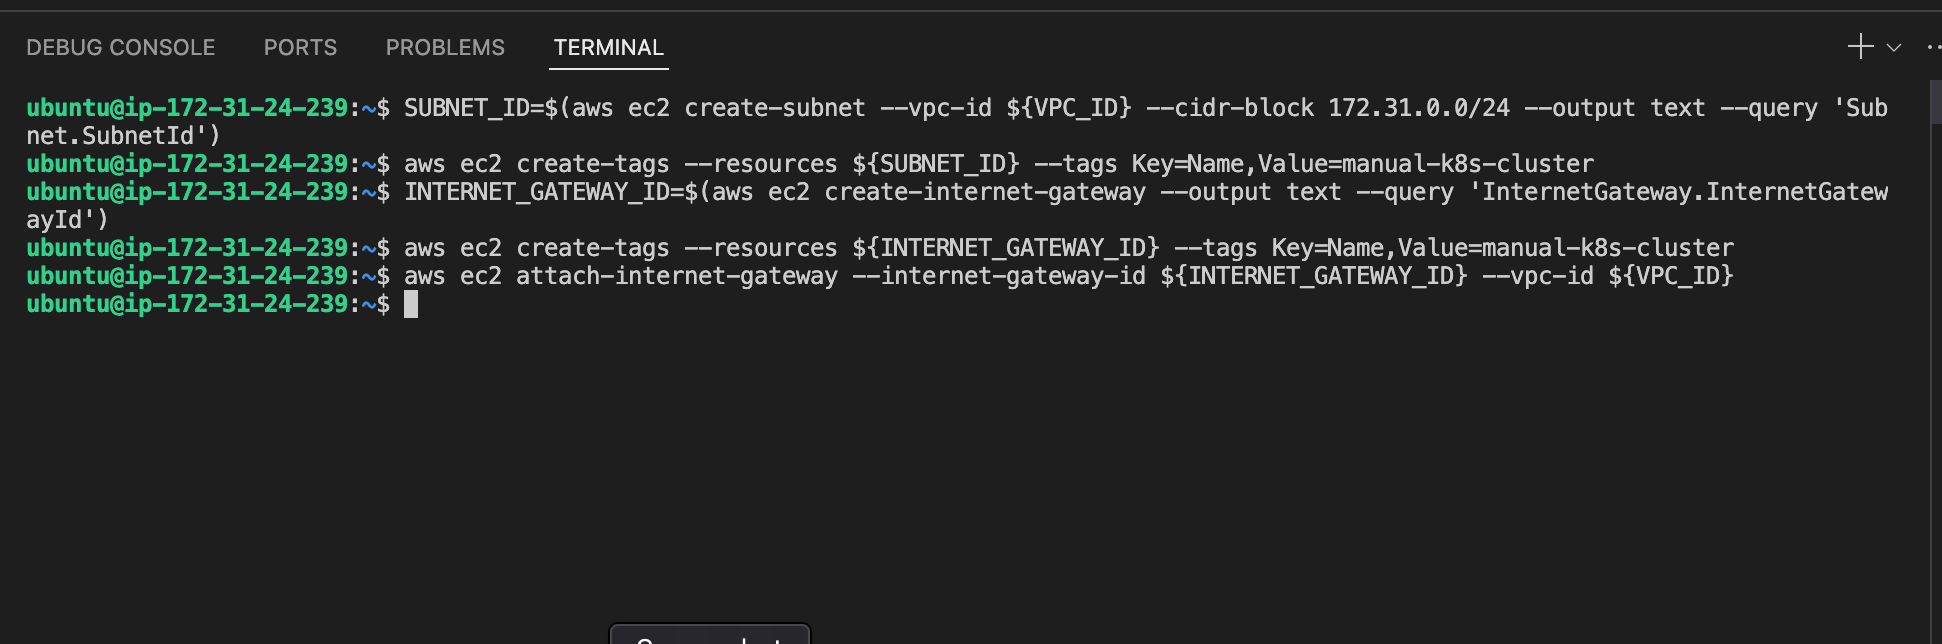 DEBUG CONSOLE PORTS PROBLEMS TERMINAL
ubuntu@ip-172-31-24-239:~$ SUBNET_ID=$(aws ec2 create-subnet --vpc-id ${VPC_ID} --cidr-block 172.31.0.0/24 --output text --query 'Sub
net.SubnetId')
ubuntu@ip-172-31-24-239:~$ aws ec2 create-tags --resources ${SUBNET_ID} --tags Key=Name,Value=manual-k8s-cluster
ubuntu@ip-172-31-24-239:~$ INTERNET_GATEWAY_ID=$(aws ec2 create-internet-gateway --output text --query 'InternetGateway.InternetGatew
ayId')
ubuntu@ip-172-31-24-239:~$ aws ec2 create-tags --resources ${INTERNET_GATEWAY_ID} --tags Key=Name,Value=manual-k8s-cluster
ubuntu@ip-172-31-24-239:~$ aws ec2 attach-internet-gateway --internet-gateway-id ${INTERNET_GATEWAY_ID} --vpc-id ${VPC_ID}
ubuntu@ip-172-31-24-239:~$